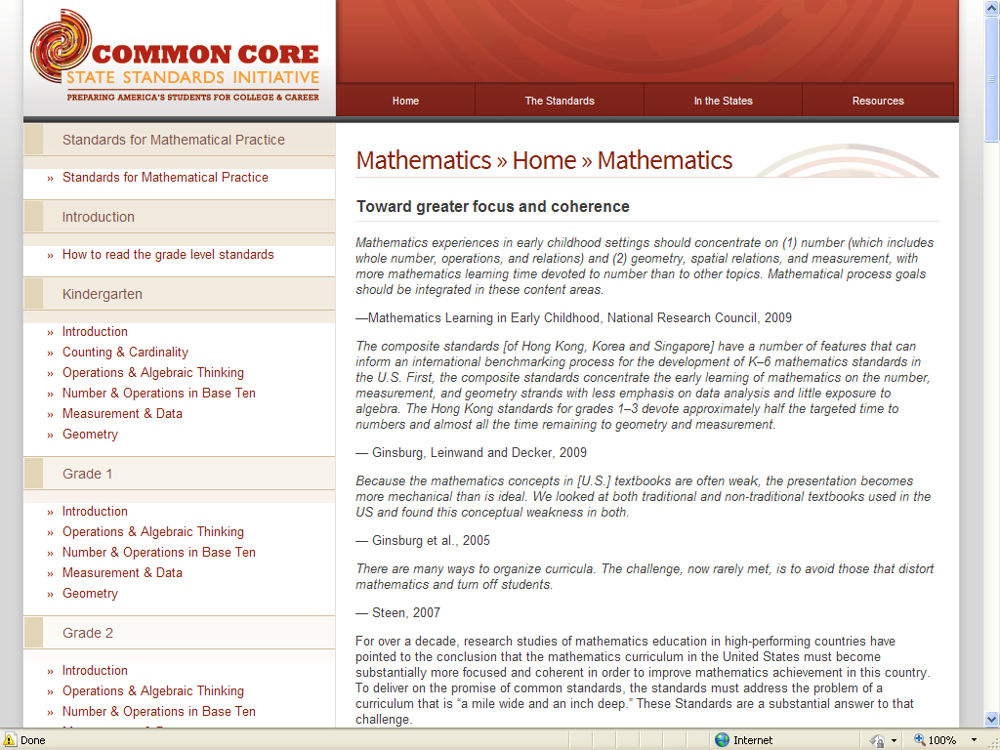 COMMON CORE
STATE STANDARDS INITIATIVE
PREPARING AMERICA'S STUDENTS FOR COLLEGE & CAREER
Home
The Standards
In the States
Resources
Standards for Mathematical Practice
» Standards for Mathematical Practice
Introduction
» How to read the grade level standards
Kindergarten
» Introduction
» Counting & Cardinality
» Operations & Algebraic Thinking
» Number & Operations in Base Ten
» Measurement & Data
» Geometry
Grade 1
» Introduction
» Operations & Algebraic Thinking
» Number & Operations in Base Ten
» Measurement & Data
» Geometry
Grade 2
» Introduction
» Operations & Algebraic Thinking
» Number & Operations in Base Ten
Mathematics » Home » Mathematics
Toward greater focus and coherence
Mathematics experiences in early childhood settings should concentrate on (1) number (which includes
whole number, operations, and relations) and (2) geometry, spatial relations, and measurement, with
more mathematics learning time devoted to number than to other topics. Mathematical process goals
should be integrated in these content areas.
—Mathematics Learning in Early Childhood, National Research Council, 2009
The composite standards [of Hong Kong, Korea and Singapore] have a number of features that can
inform an international benchmarking process for the development of K–6 mathematics standards in
the U.S. First, the composite standards concentrate the early learning of mathematics on the number,
measurement, and geometry strands with less emphasis on data analysis and little exposure to
algebra. The Hong Kong standards for grades 1–3 devote approximately half the targeted time to
numbers and almost all the time remaining to geometry and measurement.
— Ginsburg, Leinwand and Decker, 2009
Because the mathematics concepts in [U.S.] textbooks are often weak, the presentation becomes
more mechanical than is ideal. We looked at both traditional and non-traditional textbooks used in the
US and found this conceptual weakness in both.
— Ginsburg et al., 2005
There are many ways to organize curricula. The challenge, now rarely met, is to avoid those that distort
mathematics and turn off students.
— Steen, 2007
For over a decade, research studies of mathematics education in high-performing countries have
pointed to the conclusion that the mathematics curriculum in the United States must become
substantially more focused and coherent in order to improve mathematics achievement in this country.
To deliver on the promise of common standards, the standards must address the problem of a
curriculum that is “a mile wide and an inch deep.” These Standards are a substantial answer to that
challenge.
Done
Internet
100%